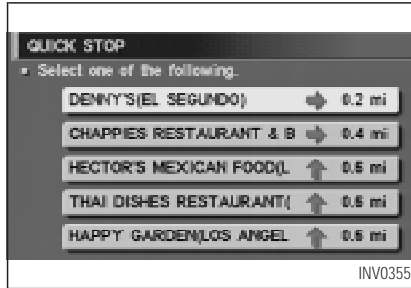 QUICK STOP
Select one of the following.
DENNY'S(EL SEGUNDO) 0.2 mi
CHAPPIES RESTAURANT & B 0.4 mi
HECTOR'S MEXICAN FOOD(L 0.6 mi
THAI DISHES RESTAURANT( 0.6 mi
HAPPY GARDEN(LOS ANGEL 0.6 mi
INV0355